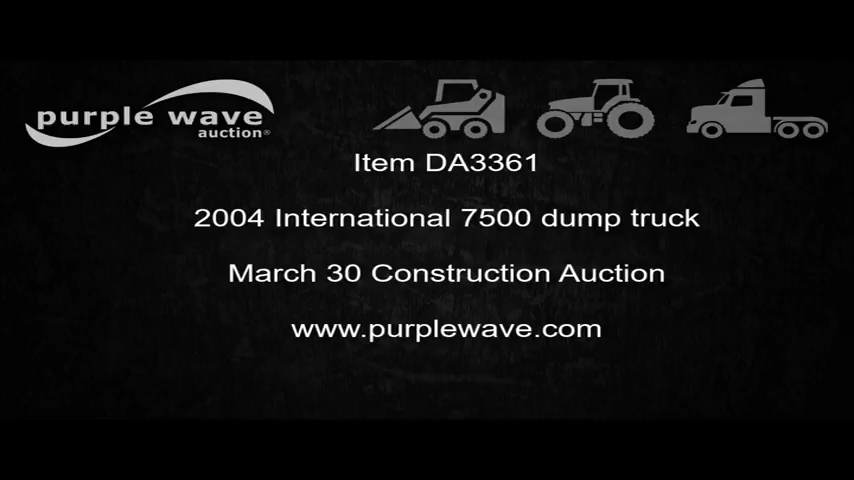 purple wave
auction®
Item DA3361
2004 International 7500 dump truck
March 30 Construction Auction
www.purplewave.com